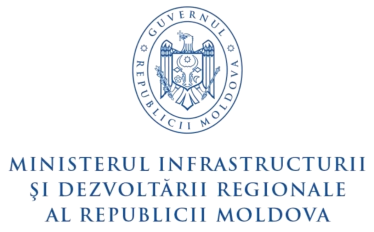 GUVERNUL
REPUBLICII MOLDOVA
MINISTERUL INFRASTRUCTURII
ŞI DEZVOLTĂRII REGIONALE
AL REPUBLICII MOLDOVA